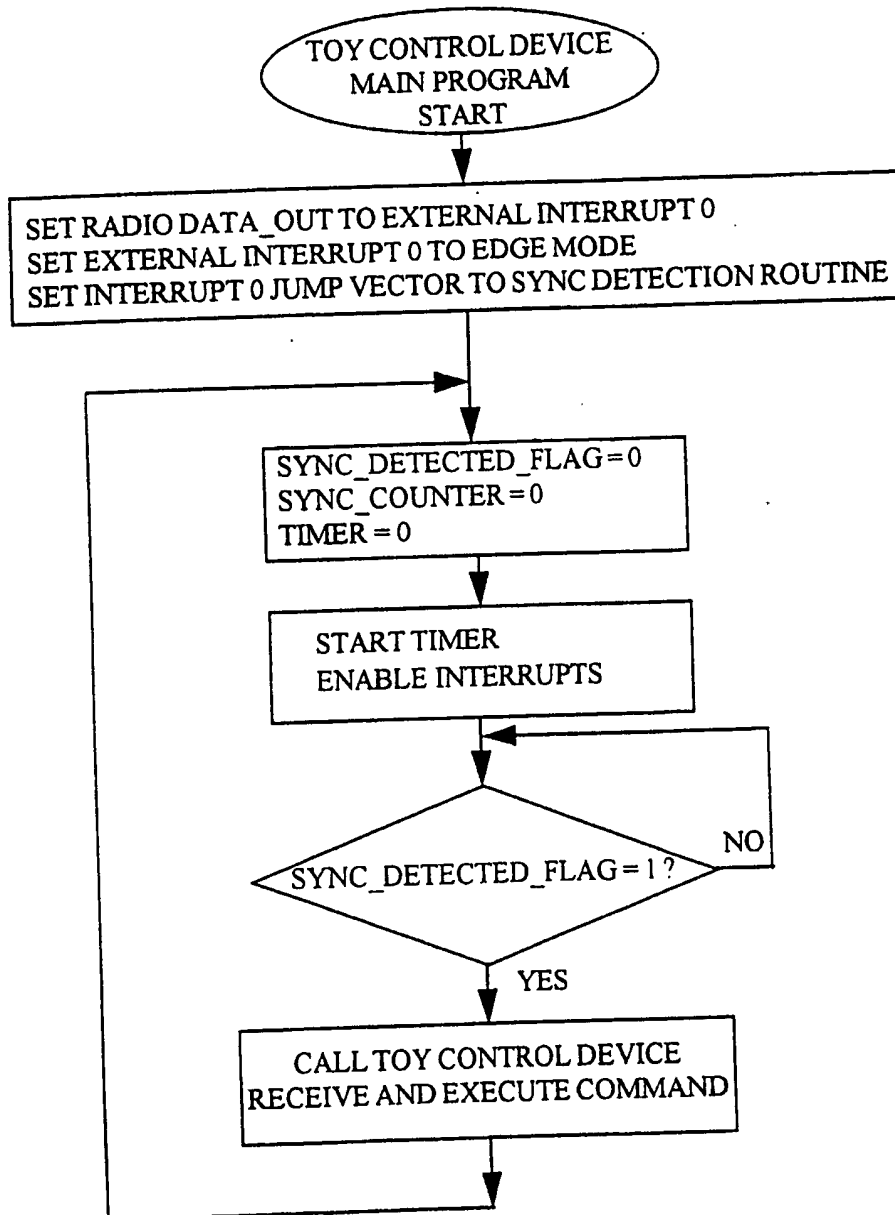 TOY CONTROL DEVICE
MAIN PROGRAM
START
SET RADIO DATA_OUT TO EXTERNAL INTERRUPT 0
SET EXTERNAL INTERRUPT 0 TO EDGE MODE
SET INTERRUPT 0 JUMP VECTOR TO SYNC DETECTION ROUTINE
SYNC_DETECTED_FLAG = 0
SYNC_COUNTER = 0
TIMER = 0
START TIMER
ENABLE INTERRUPTS
SYNC_DETECTED_FLAG = 1 ?
NO
YES
CALL TOY CONTROL DEVICE
RECEIVE AND EXECUTE COMMAND